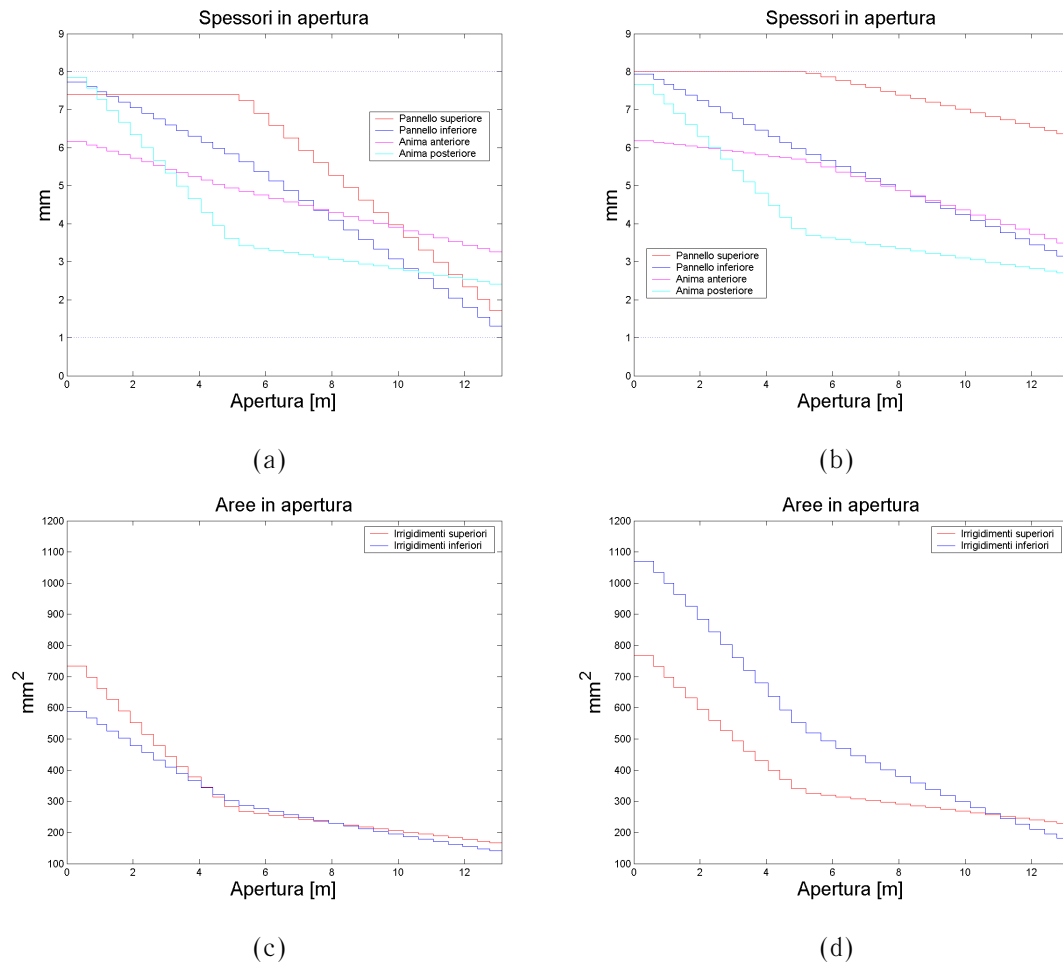 Spessori in apertura
9
8
7
6
5
4
3
2
1
0
mm
Pannello superiore
Pannello inferiore
Anima anteriore
Anima posteriore
0 2 4 6 8 10 12
Apertura [m]
(a)
Spessori in apertura
9
8
7
6
5
4
3
2
1
0
mm
Pannello superiore
Pannello inferiore
Anima anteriore
Anima posteriore
0 2 4 6 8 10 12
Apertura [m]
(b)
Aree in apertura
1200
1100
1000
900
800
700
600
500
400
300
200
100
mm²
Irrigidimenti superiori
Irrigidimenti inferiori
0 2 4 6 8 10 12
Apertura [m]
(c)
Aree in apertura
1200
1100
1000
900
800
700
600
500
400
300
200
100
mm²
Irrigidimenti superiori
Irrigidimenti inferiori
0 2 4 6 8 10 12
Apertura [m]
(d)